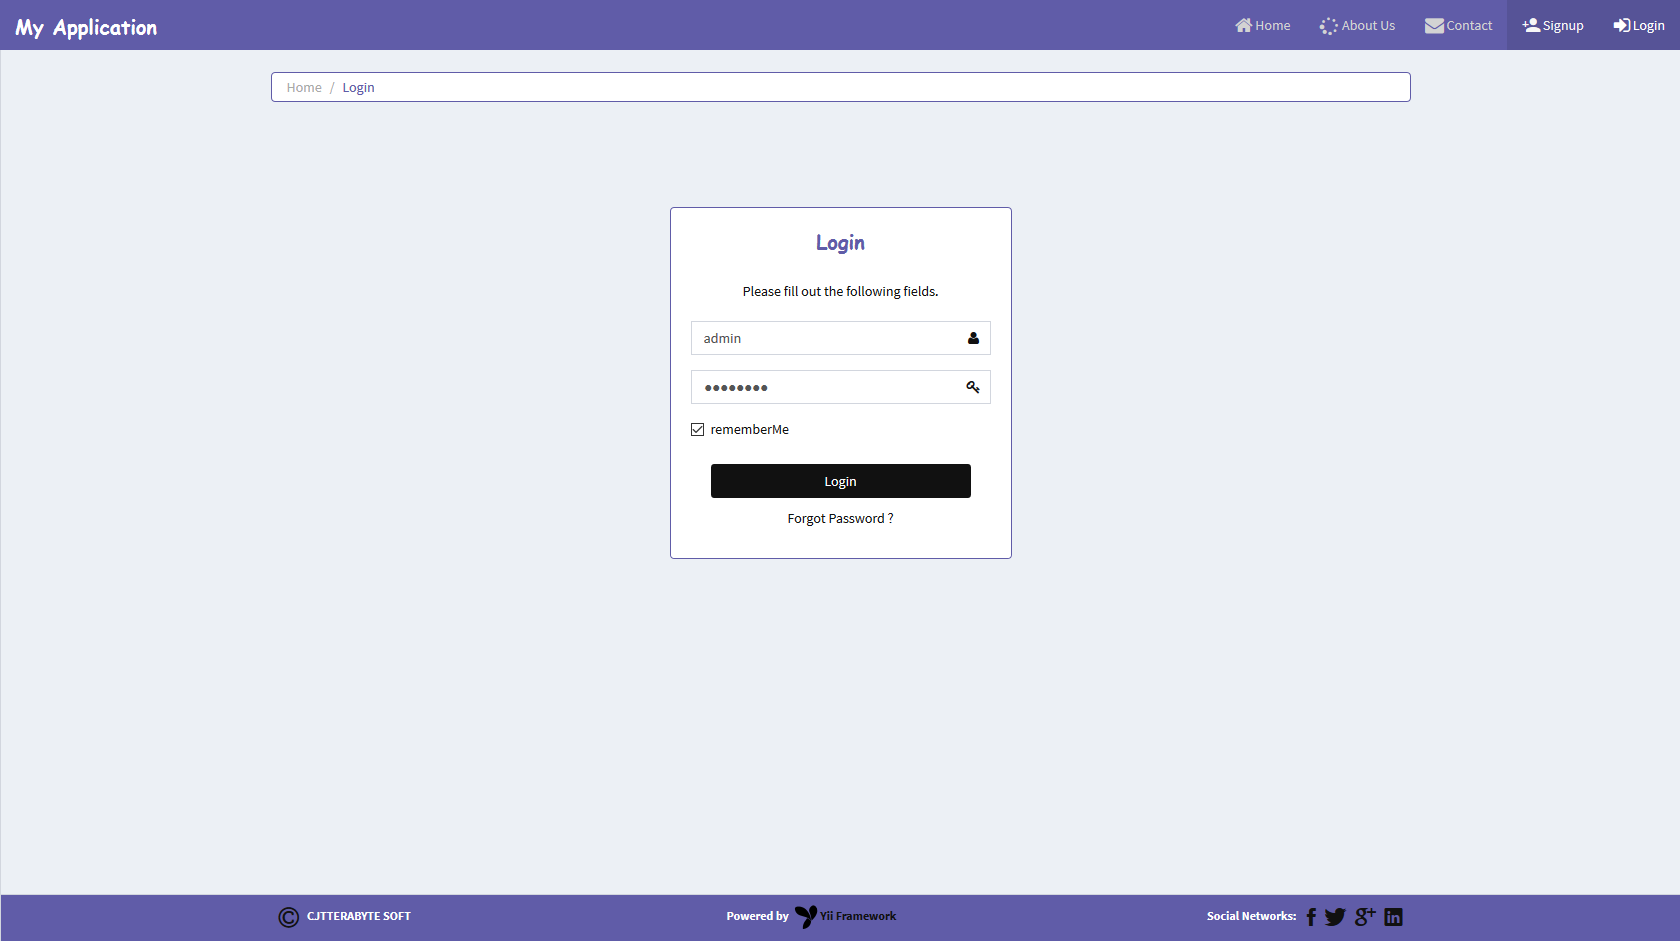 My Application
Home
About Us
Contact
Signup
Login
Home / Login
Login
Please fill out the following fields.
admin
rememberMe
Login
Forgot Password ?
© CJTTERABYTE SOFT
Powered by Yii Framework
Social Networks: